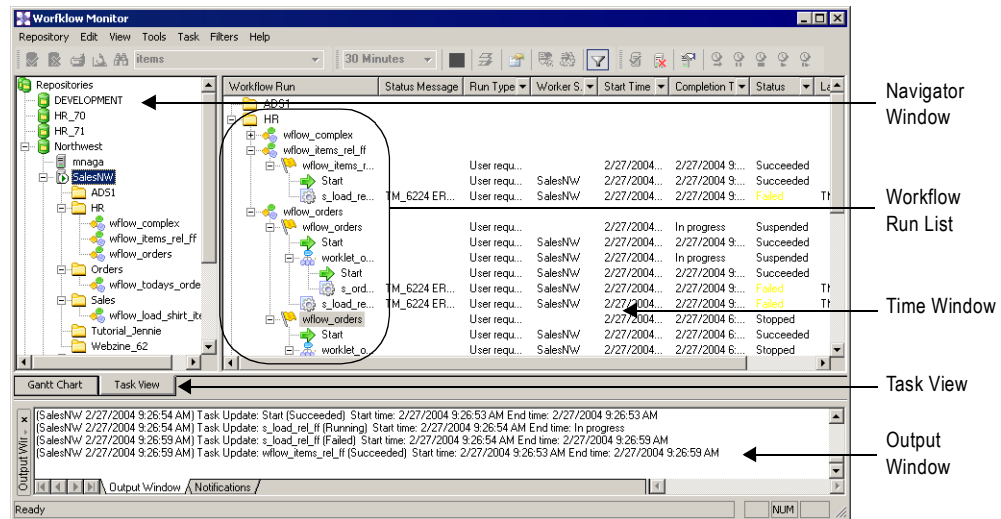 Workflow Monitor
Repository Edit View Tools Task Filters Help
items 30 Minutes
Repositories
DEVELOPMENT
HR_70
HR_71
Northwest
mnaga
SalesNW
ADS1
HR
wflow_complex
wflow_items_rel_ff
wflow_orders
Orders
wflow_todays_orde
Sales
wflow_load_shirt_ite
Tutorial_Jennie
Webzine_62
Workflow Run Status Message Run Type Worker S. Start Time Completion T Status La
ADS1
HR
wflow_complex
wflow_items_rel_ff
wflow_items_r... User requ... 2/27/2004... 2/27/2004 9:... Succeeded
Start User requ... SalesNW 2/27/2004... 2/27/2004 9:... Succeeded
s_load_re... TM_6224 ER... User requ... SalesNW 2/27/2004... 2/27/2004 9:... Failed TM
wflow_orders
wflow_orders User requ... 2/27/2004... In progress Suspended
Start User requ... SalesNW 2/27/2004... 2/27/2004 9:... Succeeded
worklet_o... User requ... SalesNW 2/27/2004... In progress Suspended
Start User requ... SalesNW 2/27/2004... 2/27/2004 9:... Succeeded
s_ord... TM_6224 ER... User requ... SalesNW 2/27/2004... 2/27/2004 9:... Failed TM
s_load_re... TM_6224 ER... User requ... SalesNW 2/27/2004... 2/27/2004 9:... Failed TM
wflow_orders User requ... 2/27/2004... 2/27/2004 6:... Stopped
Start User requ... SalesNW 2/27/2004... 2/27/2004 6:... Succeeded
worklet_o... User requ... SalesNW 2/27/2004... 2/27/2004 6:... Stopped
Gantt Chart Task View
Output Wir
(SalesNW 2/27/2004 9:26:54 AM) Task Update: Start (Succeeded) Start time: 2/27/2004 9:26:53 AM End time: 2/27/2004 9:26:53 AM
(SalesNW 2/27/2004 9:26:54 AM) Task Update: s_load_rel_ff (Running) Start time: 2/27/2004 9:26:54 AM End time: In progress
(SalesNW 2/27/2004 9:26:59 AM) Task Update: s_load_rel_ff (Failed) Start time: 2/27/2004 9:26:54 AM End time: 2/27/2004 9:26:59 AM
(SalesNW 2/27/2004 9:26:59 AM) Task Update: wflow_items_rel_ff (Succeeded) Start time: 2/27/2004 9:26:53 AM End time: 2/27/2004 9:26:59 AM
Output Window Notifications
Ready NUM
Navigator
Window
Workflow
Run List
Time Window
Task View
Output
Window